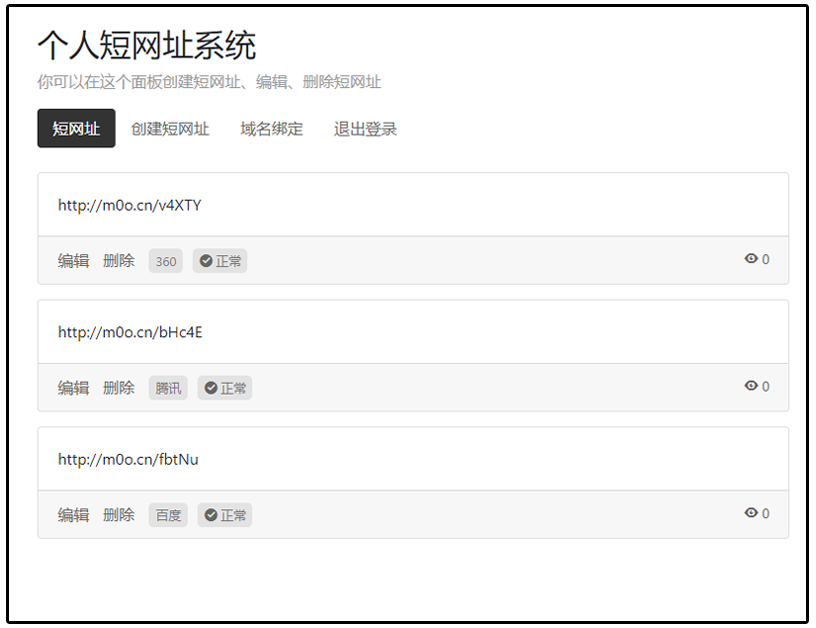 个人短网址系统
你可以在这个面板创建短网址、编辑、删除短网址
短网址 创建短网址 域名绑定 退出登录
http://m0o.cn/v4XTY
编辑 删除 360 正常 0
http://m0o.cn/bHc4E
编辑 删除 腾讯 正常 0
http://m0o.cn/fbtNu
编辑 删除 百度 正常 0